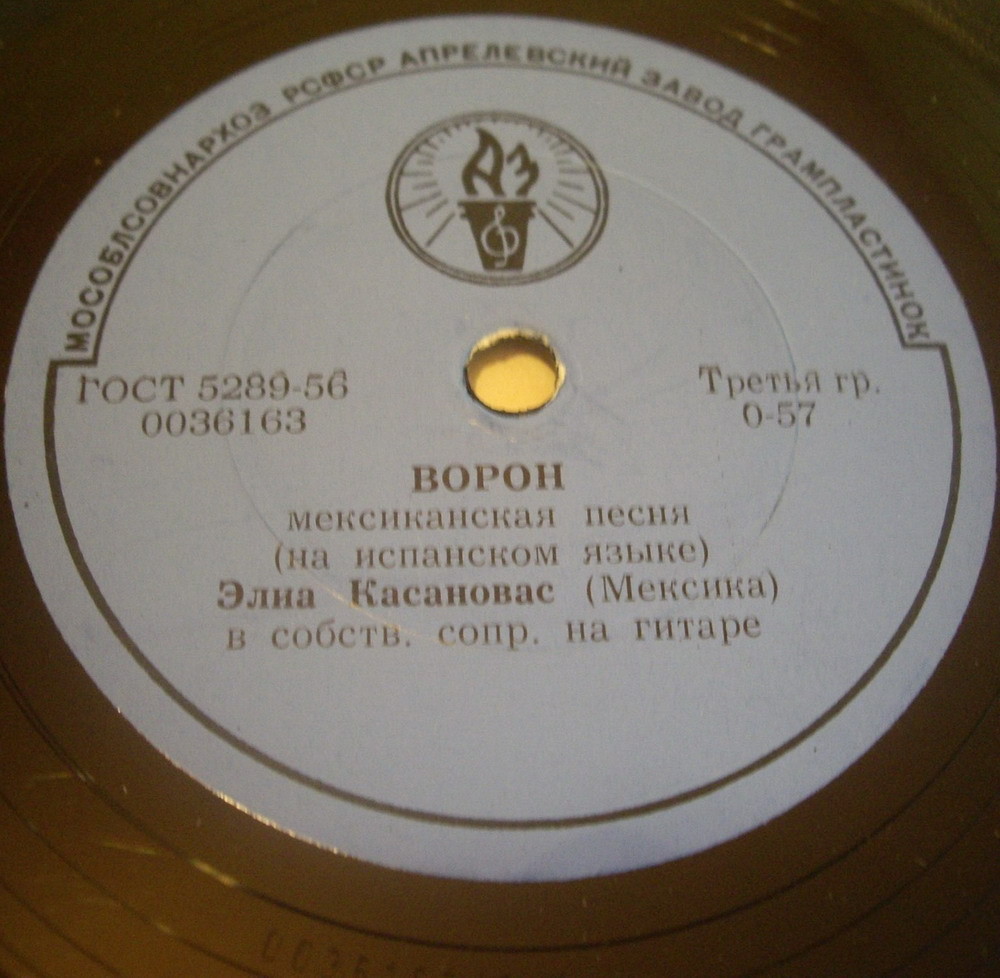 МОСОБЛСОВНАРХОЗ РСФСР АПРЕЛЕВСКИЙ ЗАВОД ГРАМПЛАСТИНОК
АЗ
ГОСТ 5289-56
0036163
Третья гр.
0-57
ВОРОН
мексиканская песня
(на испанском языке)
Элиа Касановас (Мексика)
в собств. сопр. на гитаре